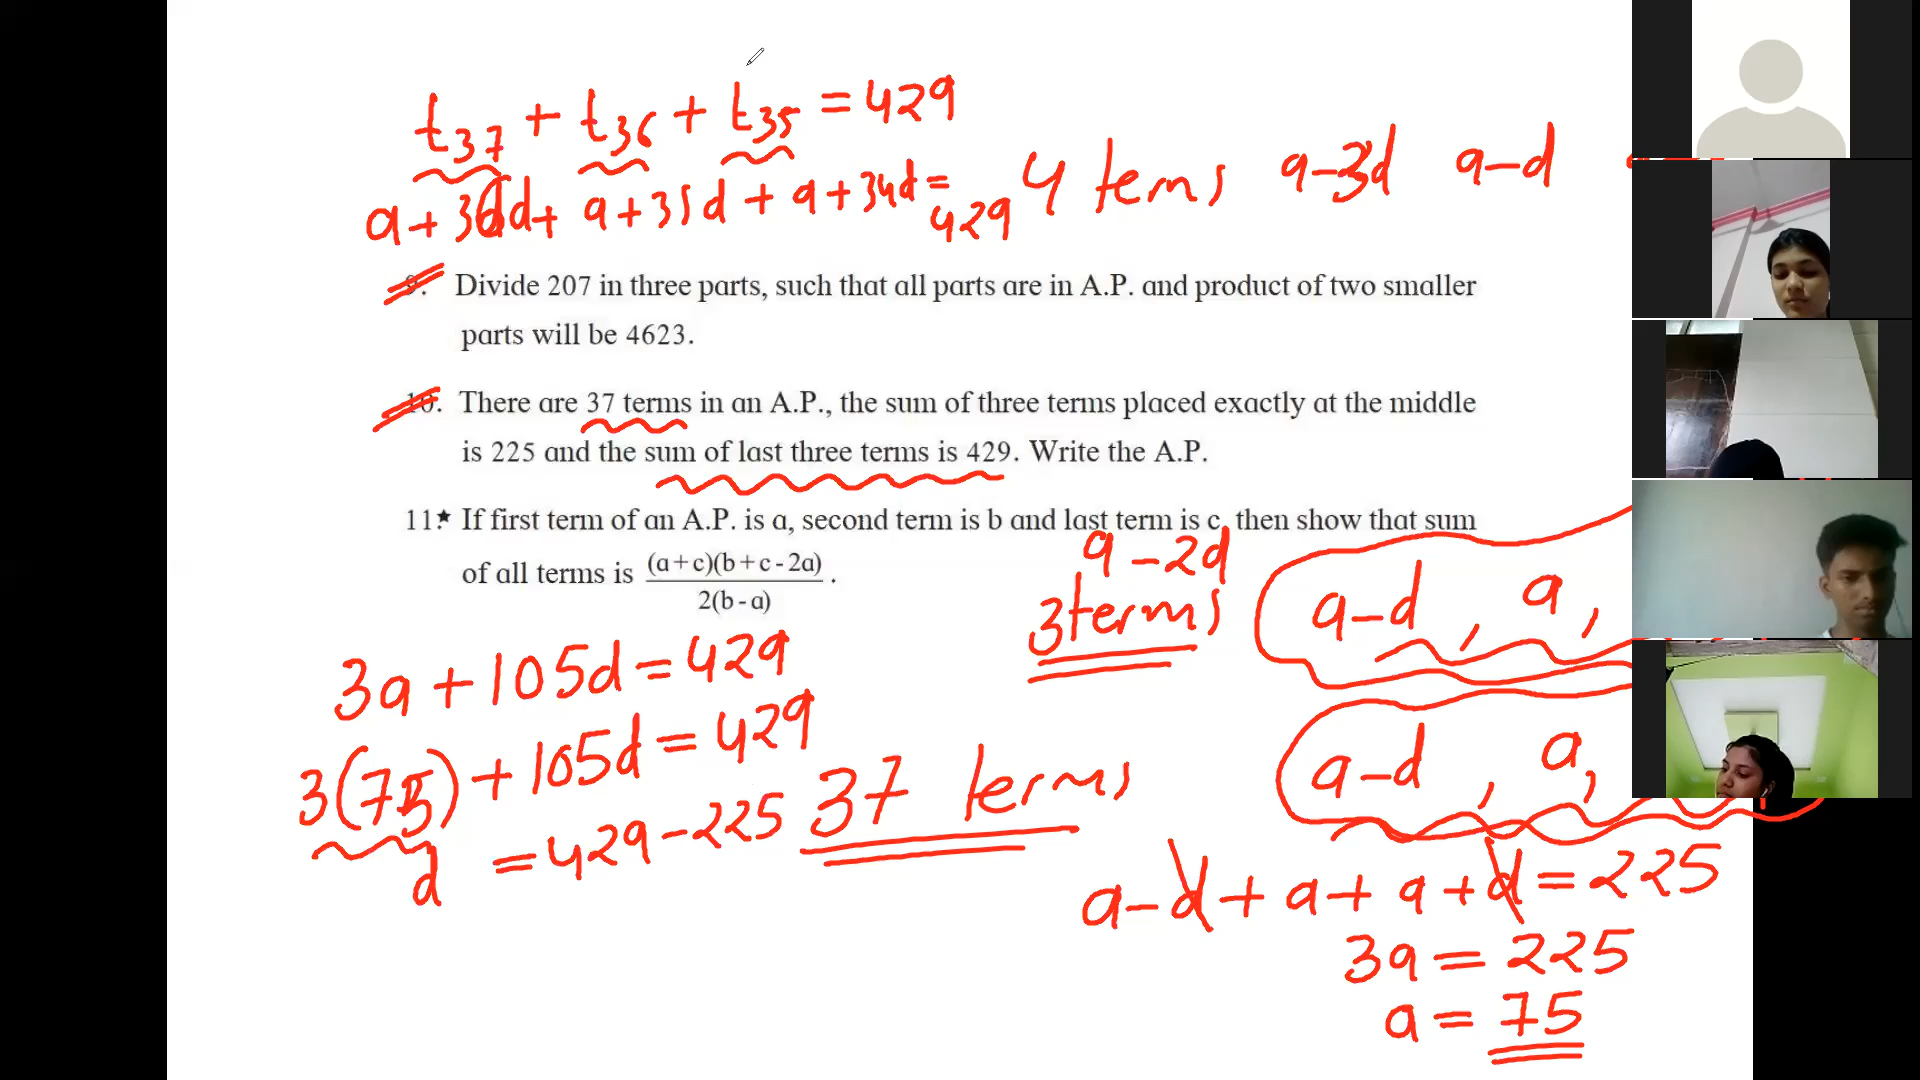 t37 + t36 + t35 = 429
a + 36d + a + 35d + a + 34d = 429
4 terms a-3d a-d
9. Divide 207 in three parts, such that all parts are in A.P. and product of two smaller
parts will be 4623.
10. There are 37 terms in an A.P., the sum of three terms placed exactly at the middle
is 225 and the sum of last three terms is 429. Write the A.P.
11.★ If first term of an A.P. is a, second term is b and last term is c, then show that sum
of all terms is (a+c)(b+c-2a) / 2(b-a) .
a-2d
3 terms a-d, a,
3a + 105d = 429
3(75) + 105d = 429
d = 429-225
37 terms
a-d, a,
a-d + a + a + d = 225
3a = 225
a = 75